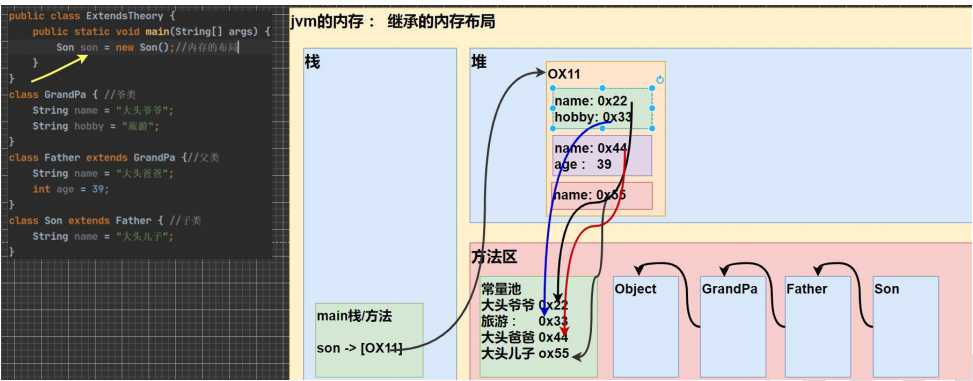 public class ExtendsTheory {
public static void main(String[] args) {
Son son = new Son();//内存的布局
}
}
class GrandPa { //爷类
String name = "大头爷爷";
String hobby = "旅游";
}
class Father extends GrandPa {//父类
String name = "大头爸爸";
int age = 39;
}
class Son extends Father { //子类
String name = "大头儿子";
}
jvm的内存： 继承的内存布局
栈
main栈/方法
son -> [OX11]
堆
OX11
name: 0x22
hobby: 0x33
name: 0x44
age： 39
name: 0x55
方法区
常量池
大头爷爷 0x22
旅游： 0x33
大头爸爸 0x44
大头儿子 ox55
Object
GrandPa
Father
Son